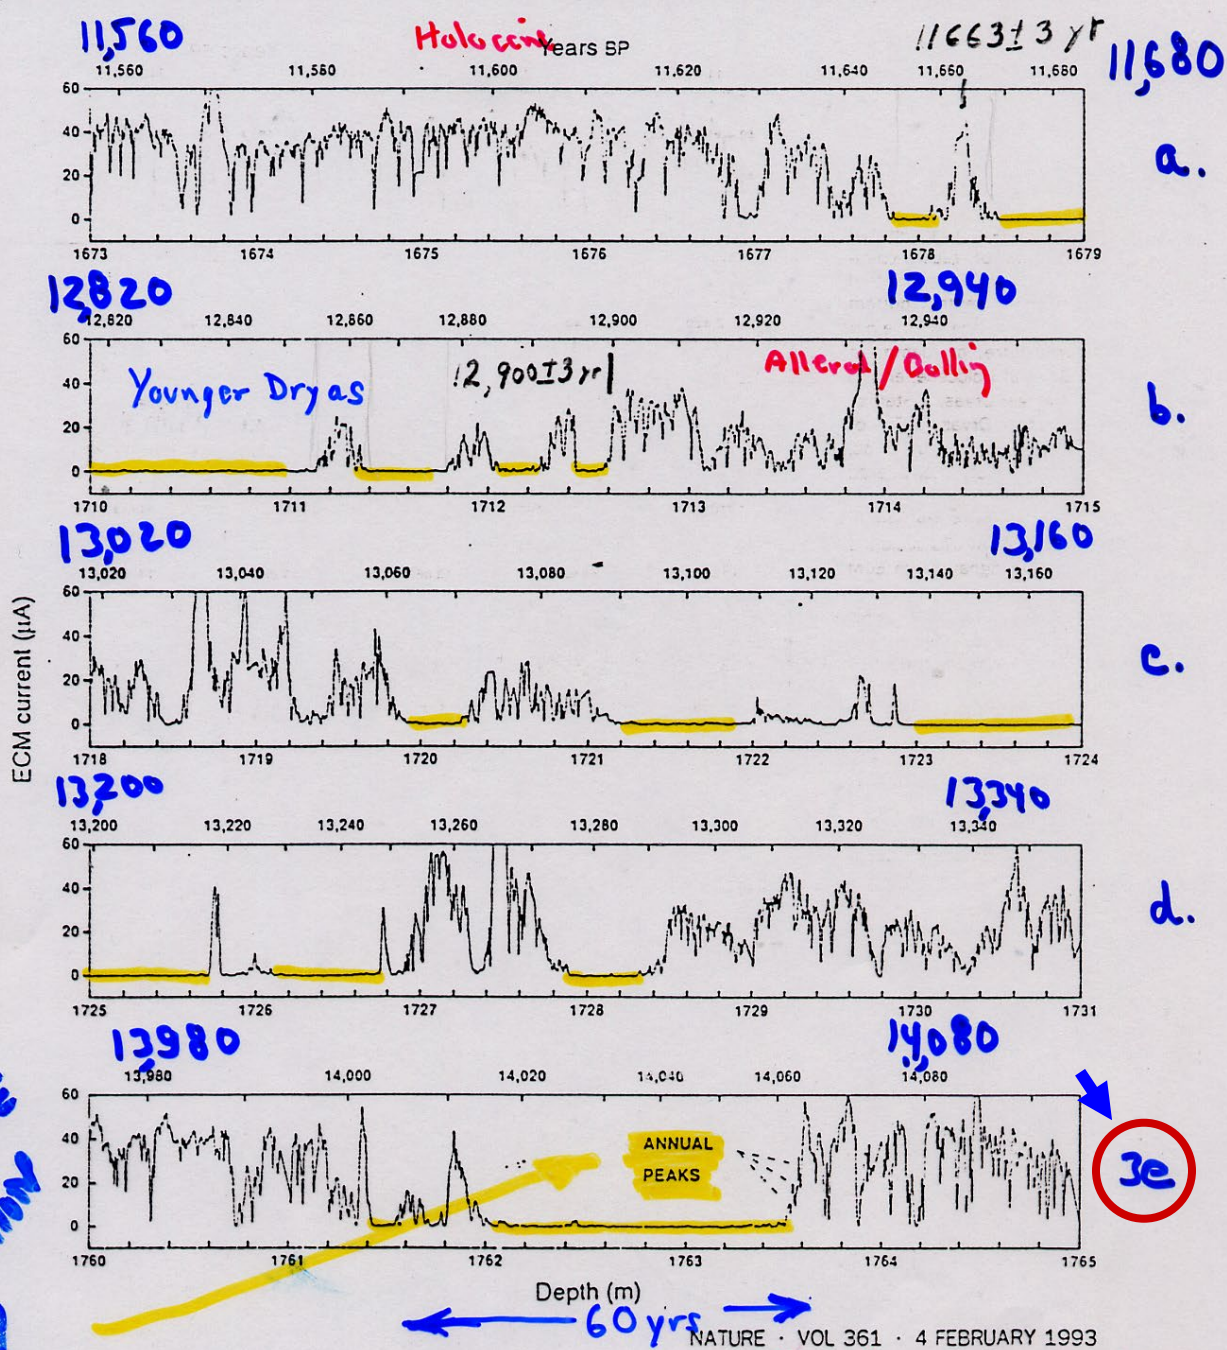 11,560
Holocene
Years BP
11663±3 yr
11,680
11,560 11,580 11,600 11,620 11,640 11,660 11,680
60
40
20
0
a.
1673 1674 1675 1676 1677 1678 1679
12,820
12,940
12,820 12,840 12,860 12,880 12,900 12,920 12,940
60
40
20
0
Younger Dryas
12,900±3 yr
Allerod/Bolling
b.
1710 1711 1712 1713 1714 1715
13,020
13,160
13,020 13,040 13,060 13,080 13,100 13,120 13,140 13,160
60
40
20
0
c.
1718 1719 1720 1721 1722 1723 1724
ECM current (µA)
13,200
13,340
13,200 13,220 13,240 13,260 13,280 13,300 13,320 13,340
60
40
20
0
d.
1725 1726 1727 1728 1729 1730 1731
13,980
14,080
13,980 14,000 14,020 14,040 14,060 14,080
60
40
20
0
ANNUAL
PEAKS
3e
1760 1761 1762 1763 1764 1765
Depth (m)
60 yrs
NATURE · VOL 361 · 4 FEBRUARY 1993